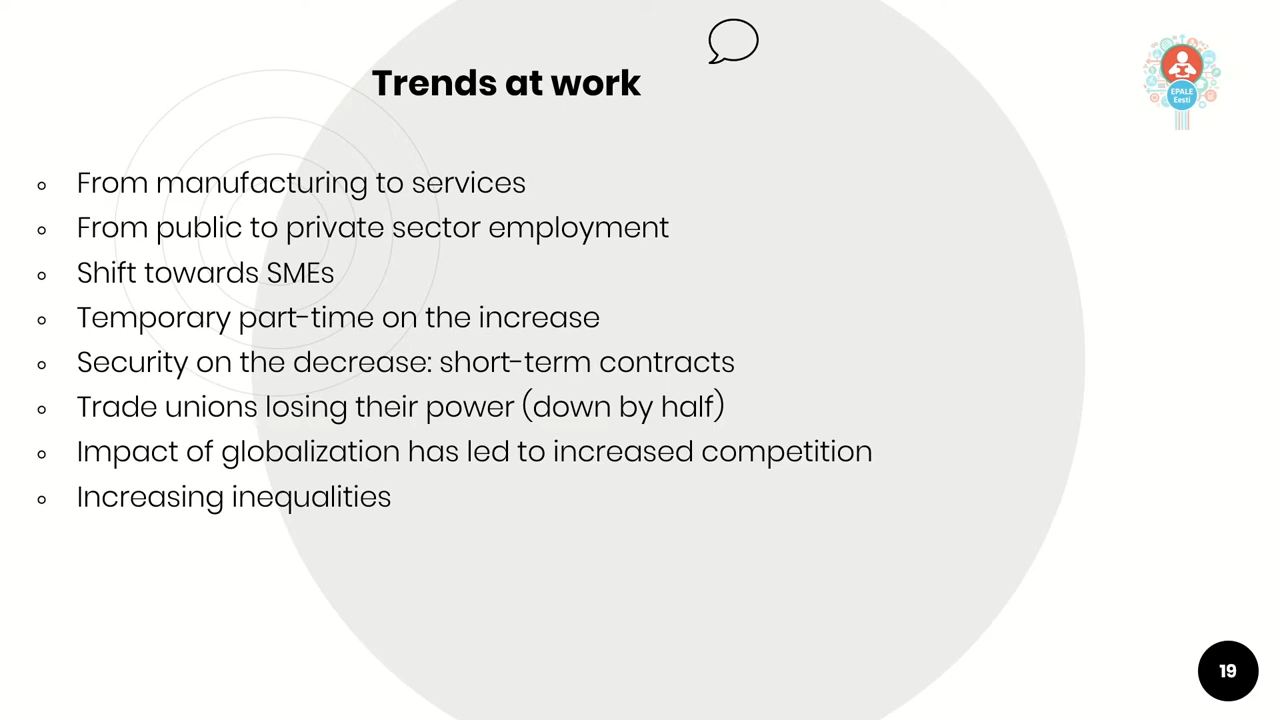 Trends at work
EPALE
Eesti
From manufacturing to services
From public to private sector employment
Shift towards SMEs
Temporary part-time on the increase
Security on the decrease: short-term contracts
Trade unions losing their power (down by half)
Impact of globalization has led to increased competition
Increasing inequalities
19